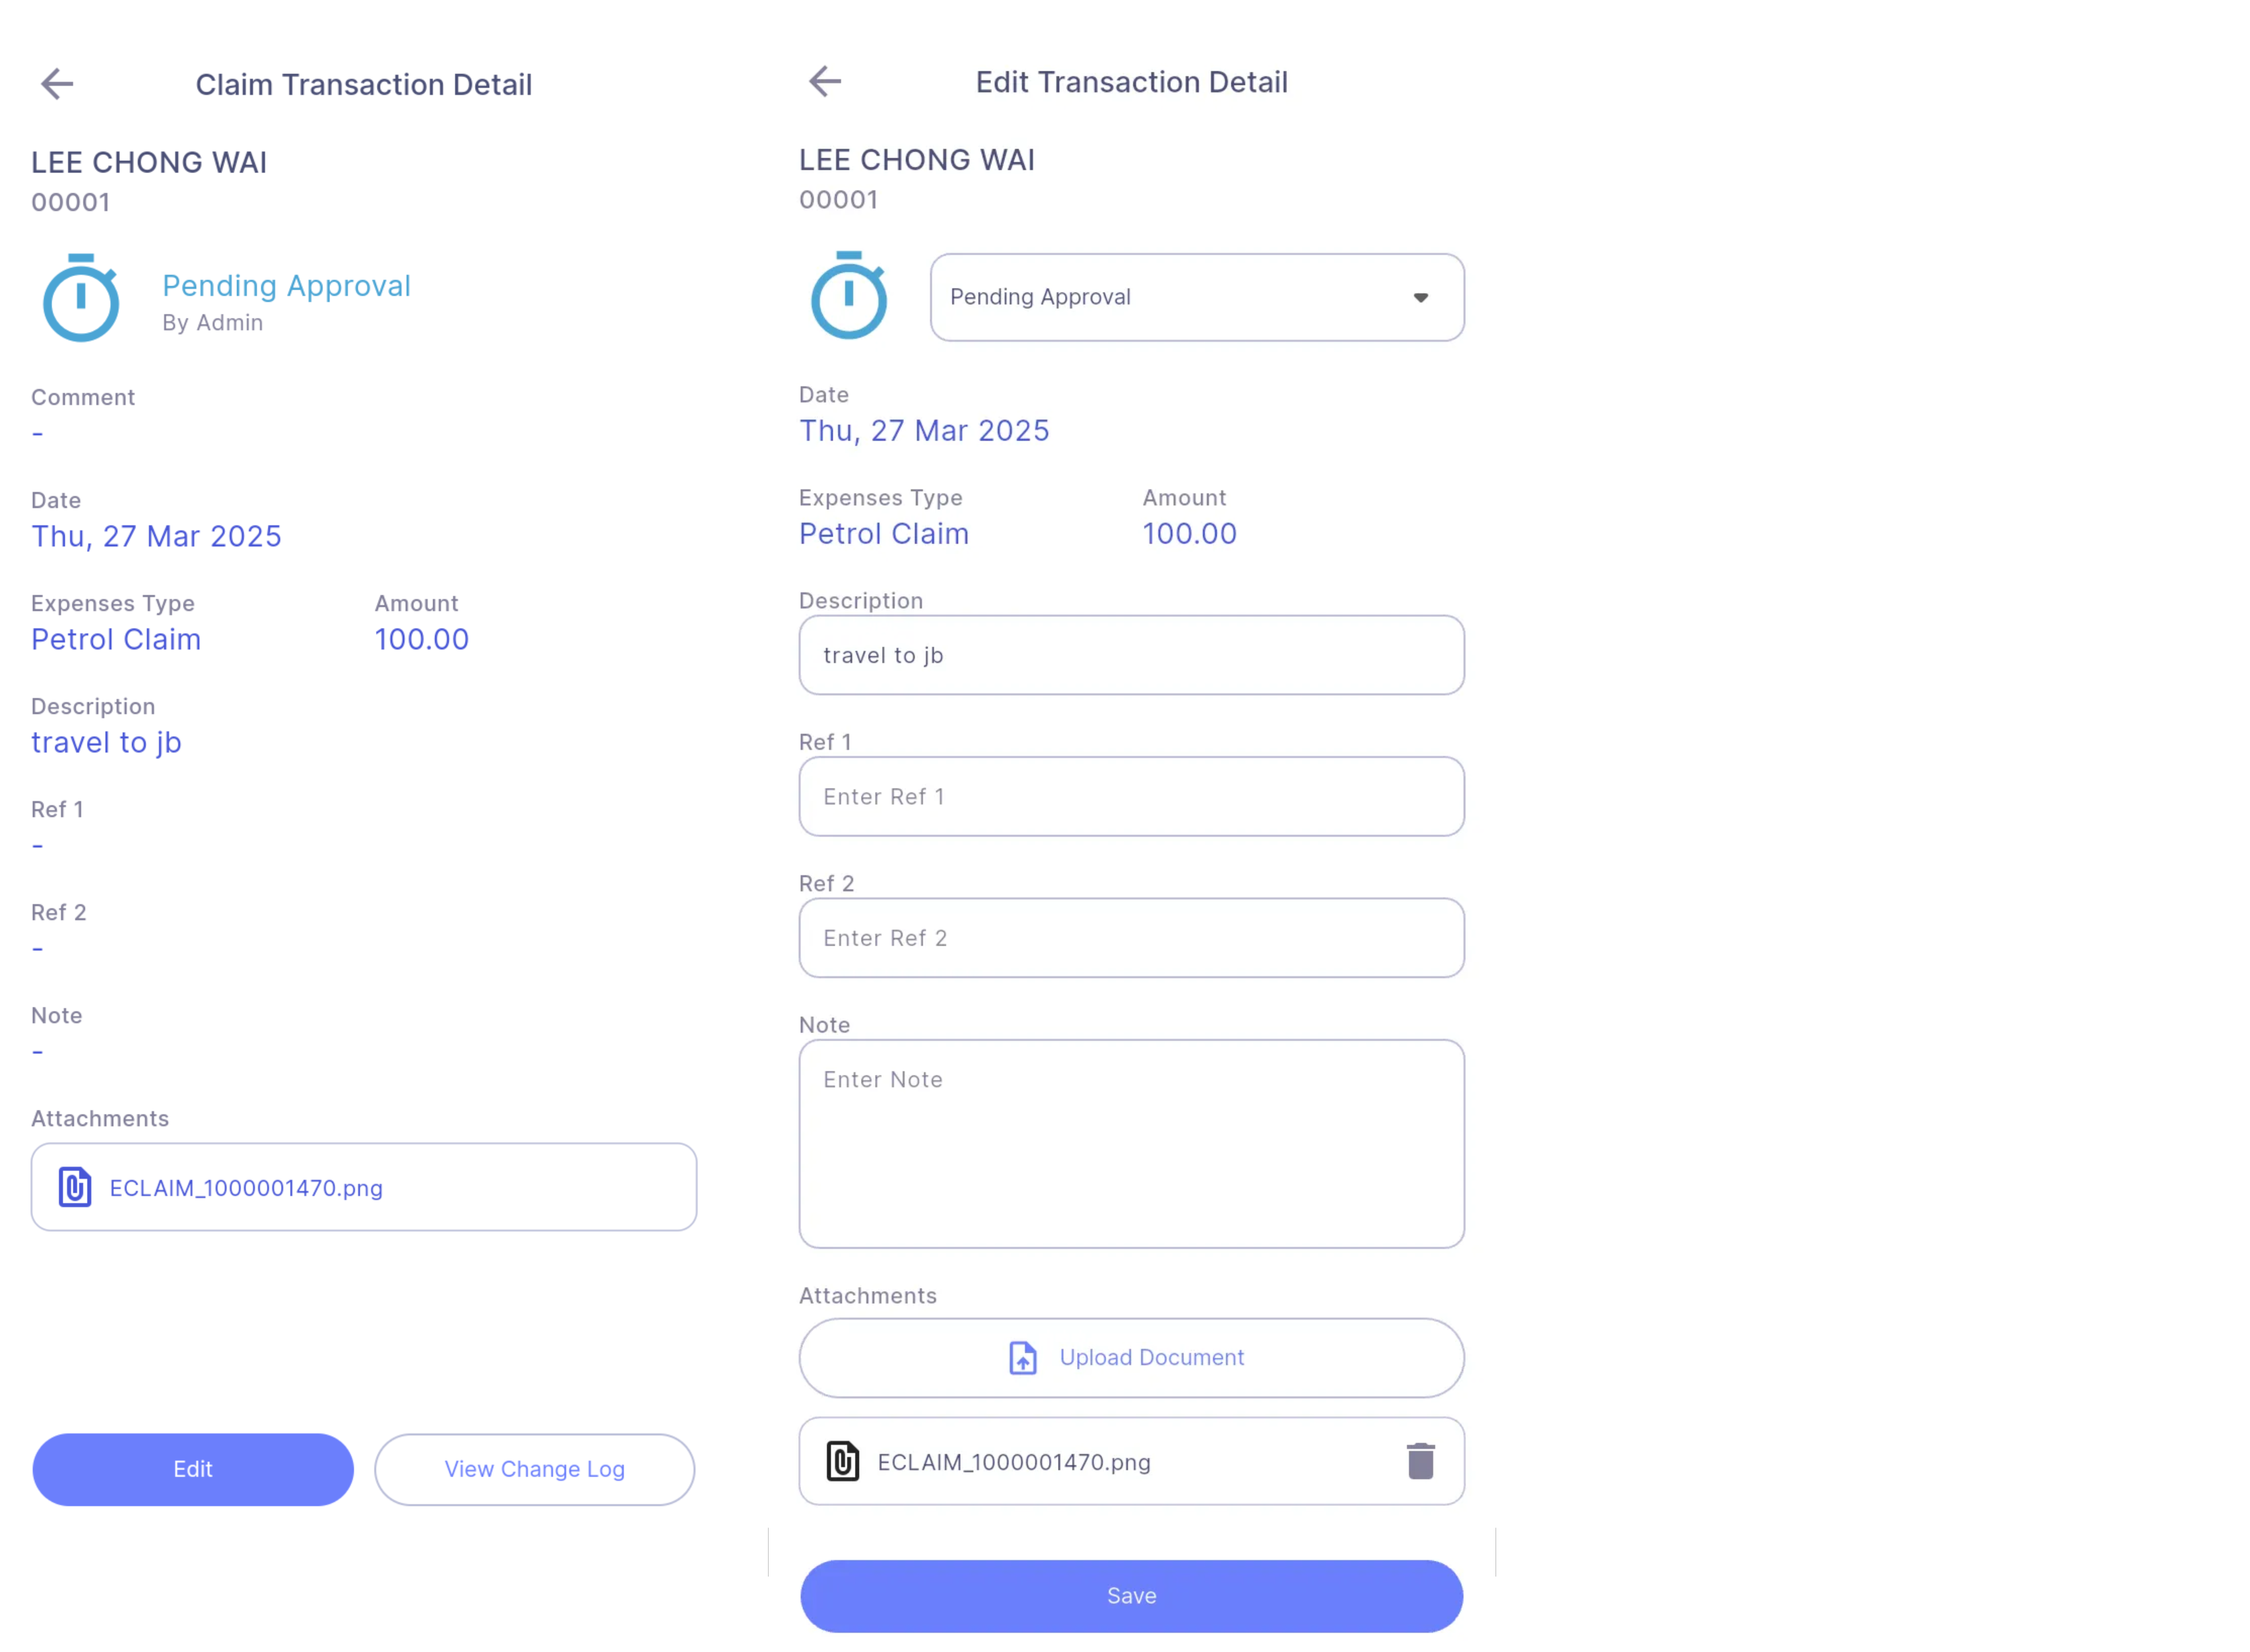 Claim Transaction Detail
LEE CHONG WAI
00001
Pending Approval
By Admin
Comment
-
Date
Thu, 27 Mar 2025
Expenses Type Amount
Petrol Claim 100.00
Description
travel to jb
Ref 1
-
Ref 2
-
Note
-
Attachments
ECLAIM_1000001470.png
Edit View Change Log
Edit Transaction Detail
LEE CHONG WAI
00001
Pending Approval
Date
Thu, 27 Mar 2025
Expenses Type Amount
Petrol Claim 100.00
Description
travel to jb
Ref 1
Enter Ref 1
Ref 2
Enter Ref 2
Note
Enter Note
Attachments
Upload Document
ECLAIM_1000001470.png
Save